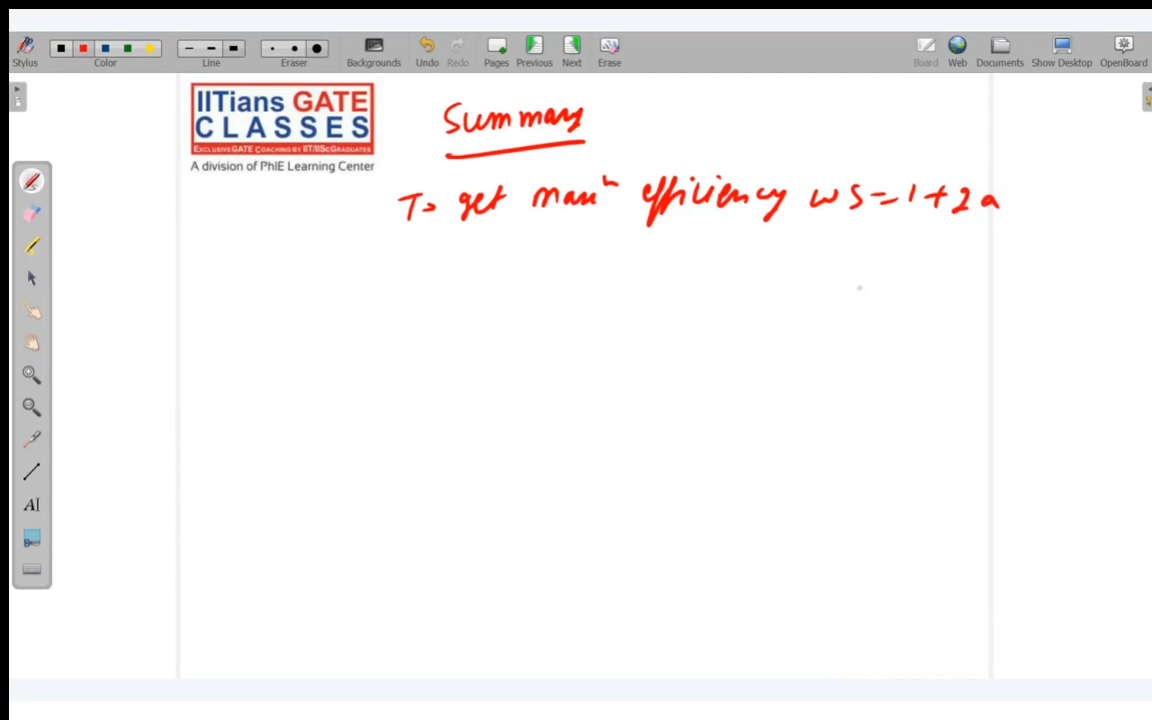 Stylus
Color
Line
Eraser
Backgrounds
Undo Redo
Pages Previous Next
Erase
Board Web Documents Show Desktop OpenBoard
IITians GATE
CLASSES
EXCLUSIVE GATE COACHING BY IIT/IISc GRADUATES
A division of PhIE Learning Center
Summary
To get maxm efficiency WS=1+2a
AI